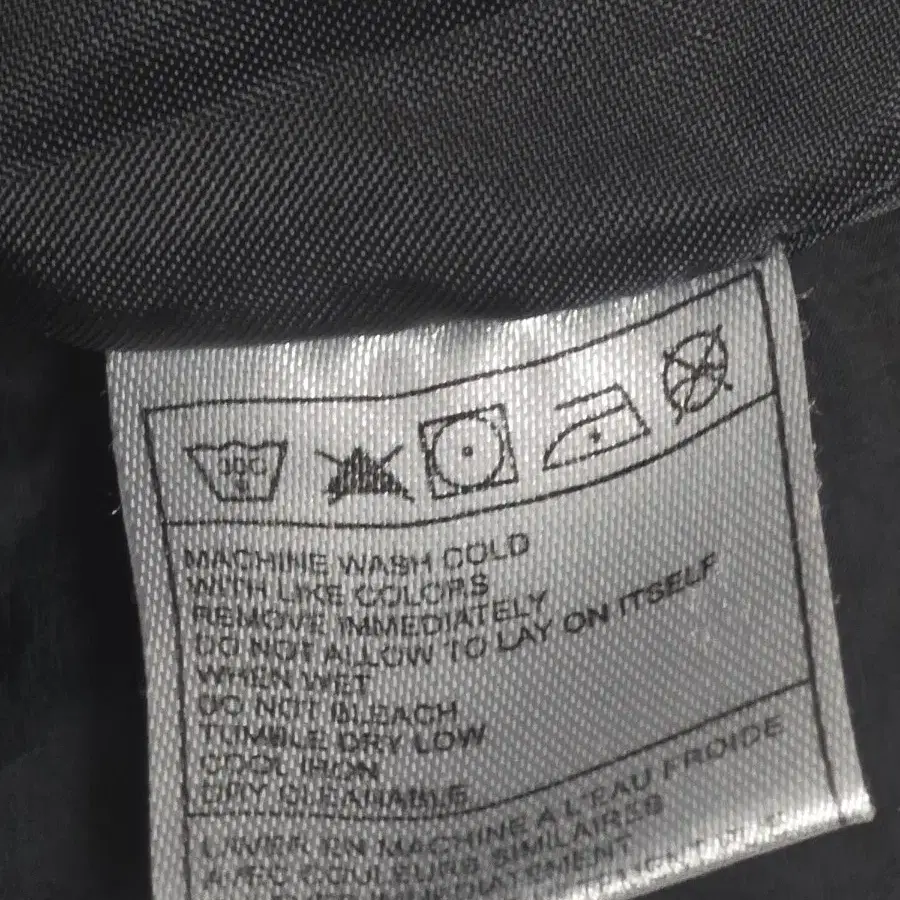 30C
MACHINE WASH COLD
WITH LIKE COLORS
REMOVE IMMEDIATELY
DO NOT ALLOW TO LAY ON ITSELF
WHEN WET
DO NOT BLEACH
TUMBLE DRY LOW
COOL IRON
DRY CLEANABLE
LAVER EN MACHINE À L'EAU FROIDE
AVEC COULEURS SIMILAIRES